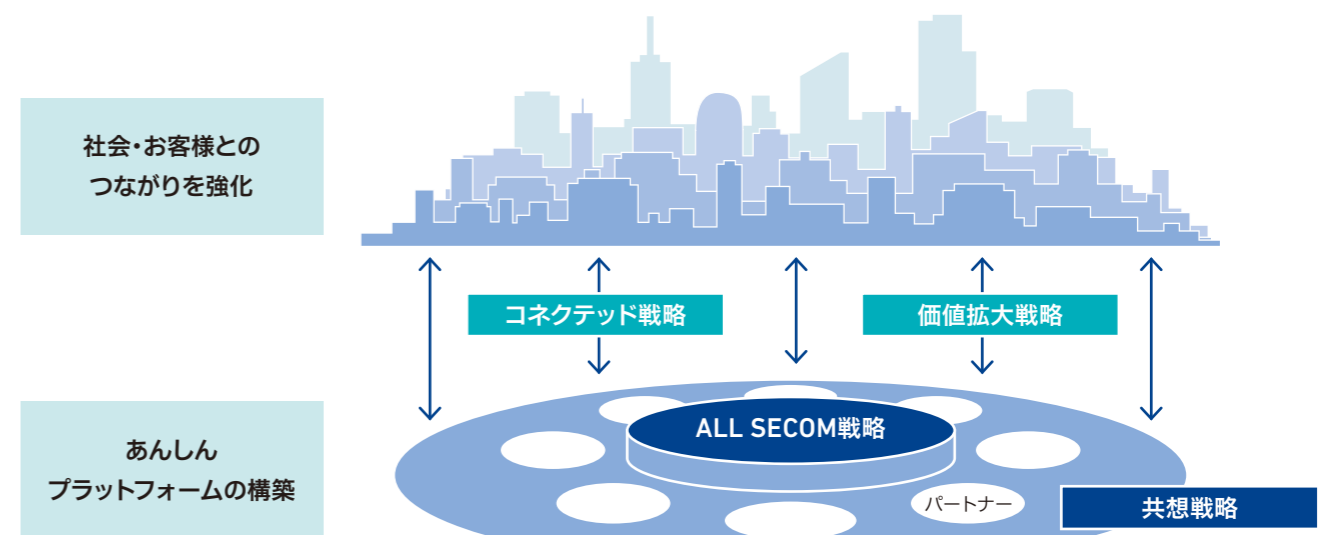 社会・お客様との
つながりを強化
コネクテッド戦略
価値拡大戦略
ALL SECOM戦略
あんしん
プラットフォームの構築
パートナー
共想戦略